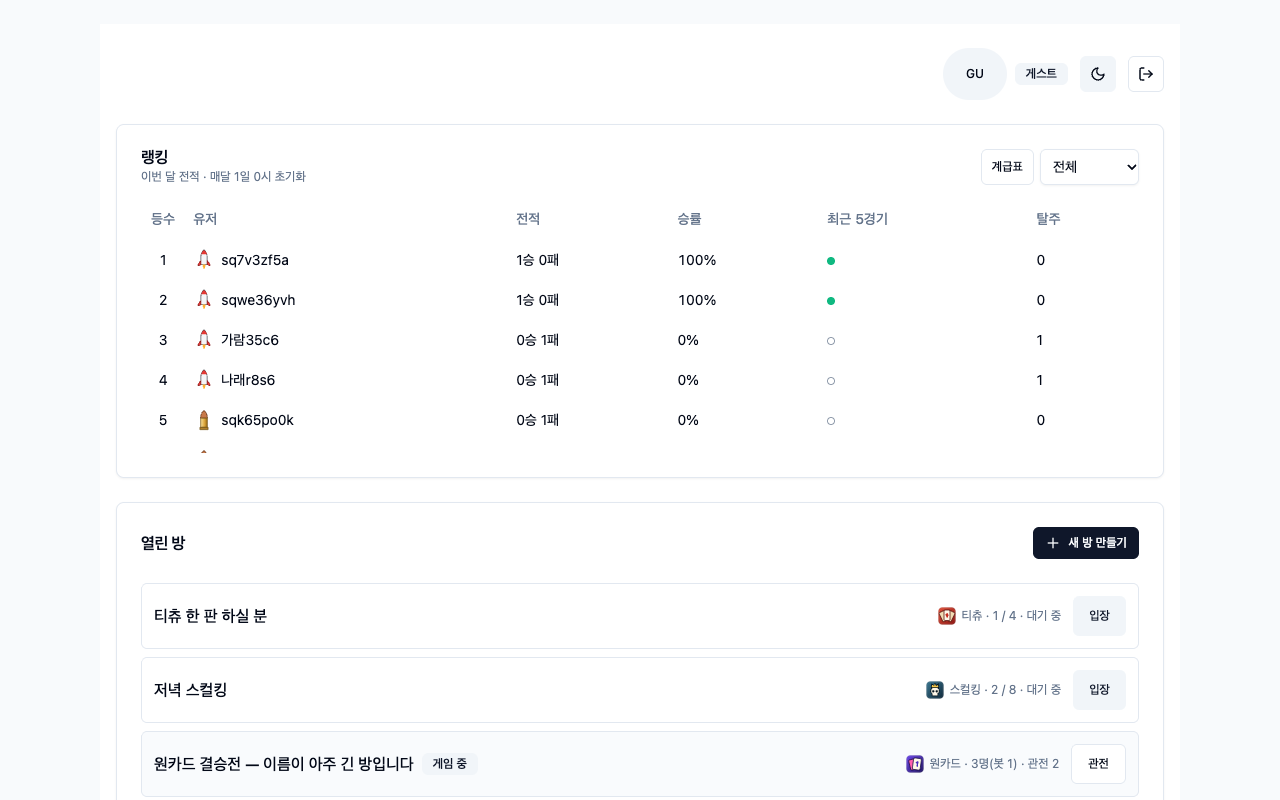 GU 게스트
랭킹
이번 달 전적 · 매달 1일 0시 초기화
계급표 전체
등수 유저 전적 승률 최근 5경기 탈주
1 sq7v3zf5a 1승 0패 100% 0
2 sqwe36yvh 1승 0패 100% 0
3 가람35c6 0승 1패 0% 1
4 나래r8s6 0승 1패 0% 1
5 sqk65po0k 0승 1패 0% 0
열린 방
새 방 만들기
티츄 한 판 하실 분 티츄 · 1 / 4 · 대기 중 입장
저녁 스컬킹 스컬킹 · 2 / 8 · 대기 중 입장
원카드 결승전 — 이름이 아주 긴 방입니다 게임 중 원카드 · 3명(봇 1) · 관전 2 관전